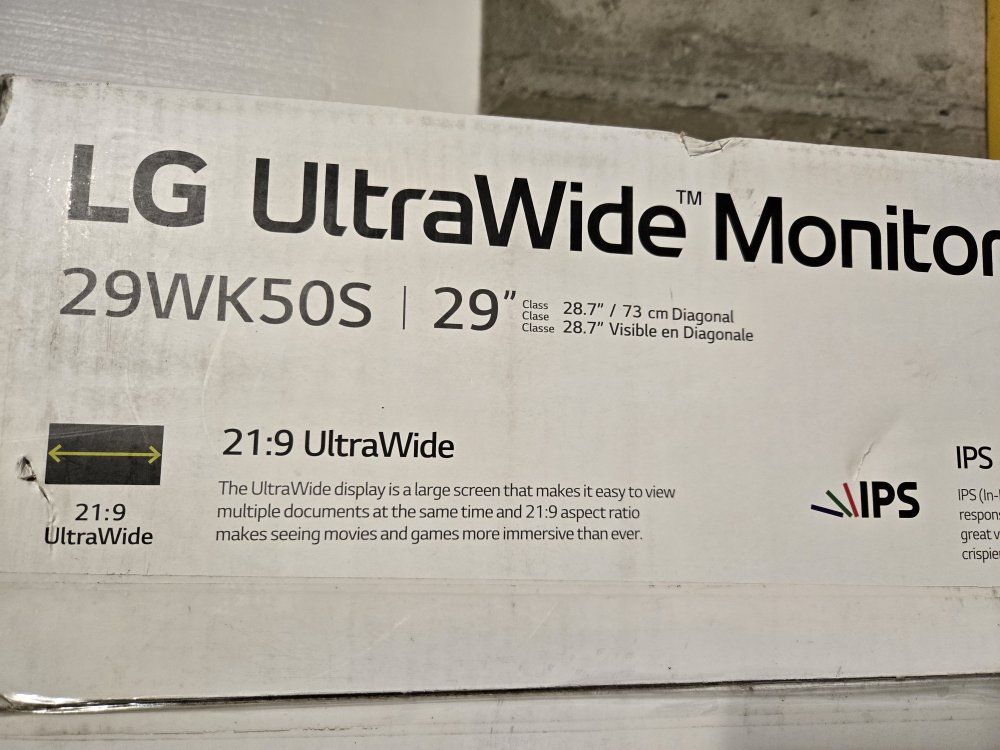 LG UltraWide™ Monitor
29WK50S | 29" Class Clase Classe
28.7" / 73 cm Diagonal
28.7" Visible en Diagonale
21:9
UltraWide
21:9 UltraWide
The UltraWide display is a large screen that makes it easy to view
multiple documents at the same time and 21:9 aspect ratio
makes seeing movies and games more immersive than ever.
IPS
IPS
IPS (In-
great